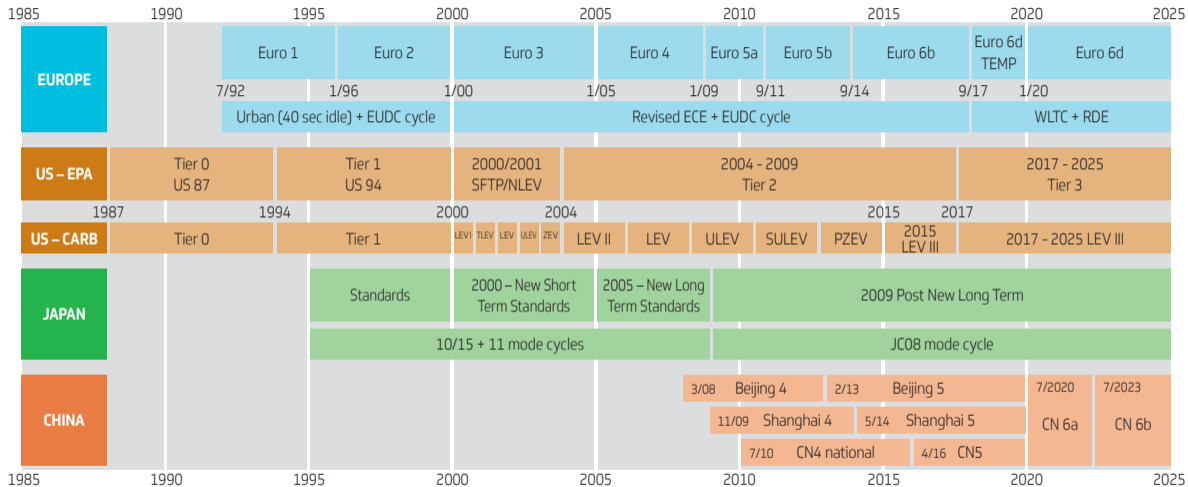 1985 1990 1995 2000 2005 2010 2015 2020 2025
EUROPE
Euro 1 Euro 2 Euro 3 Euro 4 Euro 5a Euro 5b Euro 6b Euro 6d TEMP Euro 6d
7/92 1/96 1/00 1/05 1/09 9/11 9/14 9/17 1/20
Urban (40 sec idle) + EUDC cycle Revised ECE + EUDC cycle WLTC + RDE
US – EPA
Tier 0 Tier 1 2000/2001 2004 - 2009 2017 - 2025
US 87 US 94 SFTP/NLEV Tier 2 Tier 3
1987 1994 2000 2004 2015 2017
US – CARB
Tier 0 Tier 1 LEV I TLEV LEV ULEV ZEV LEV II LEV ULEV SULEV PZEV 2015 LEV III 2017 - 2025 LEV III
JAPAN
Standards 2000 – New Short Term Standards 2005 – New Long Term Standards 2009 Post New Long Term
10/15 + 11 mode cycles JC08 mode cycle
CHINA
3/08 Beijing 4 2/13 Beijing 5 7/2020 7/2023
11/09 Shanghai 4 5/14 Shanghai 5 CN 6a CN 6b
7/10 CN4 national 4/16 CN5
1985 1990 1995 2000 2005 2010 2015 2020 2025